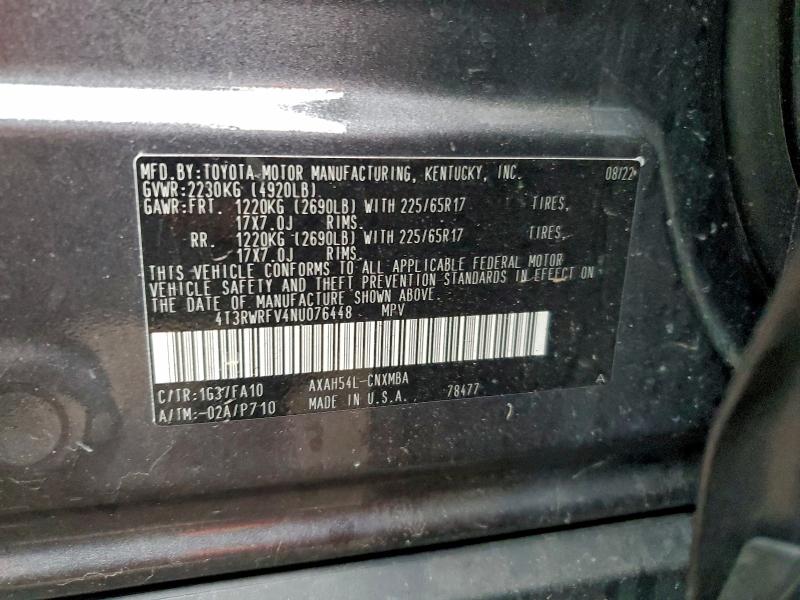 MFD.BY:TOYOTA MOTOR MANUFACTURING, KENTUCKY, INC. 08/22
GVWR:2230KG (4920LB)
GAWR:FRT. 1220KG (2690LB) WITH 225/65R17 TIRES,
17X7.0J RIMS.
RR. 1220KG (2690LB) WITH 225/65R17 TIRES,
17X7.0J RIMS.
THIS VEHICLE CONFORMS TO ALL APPLICABLE FEDERAL MOTOR
VEHICLE SAFETY AND THEFT PREVENTION STANDARDS IN EFFECT ON
THE DATE OF MANUFACTURE SHOWN ABOVE.
4T3RWRFV4NU076448 MPV
C/TR:1G3/FA10 AXAH54L-CNXMBA A
A/TM:-02A/P710 MADE IN U.S.A. 78477